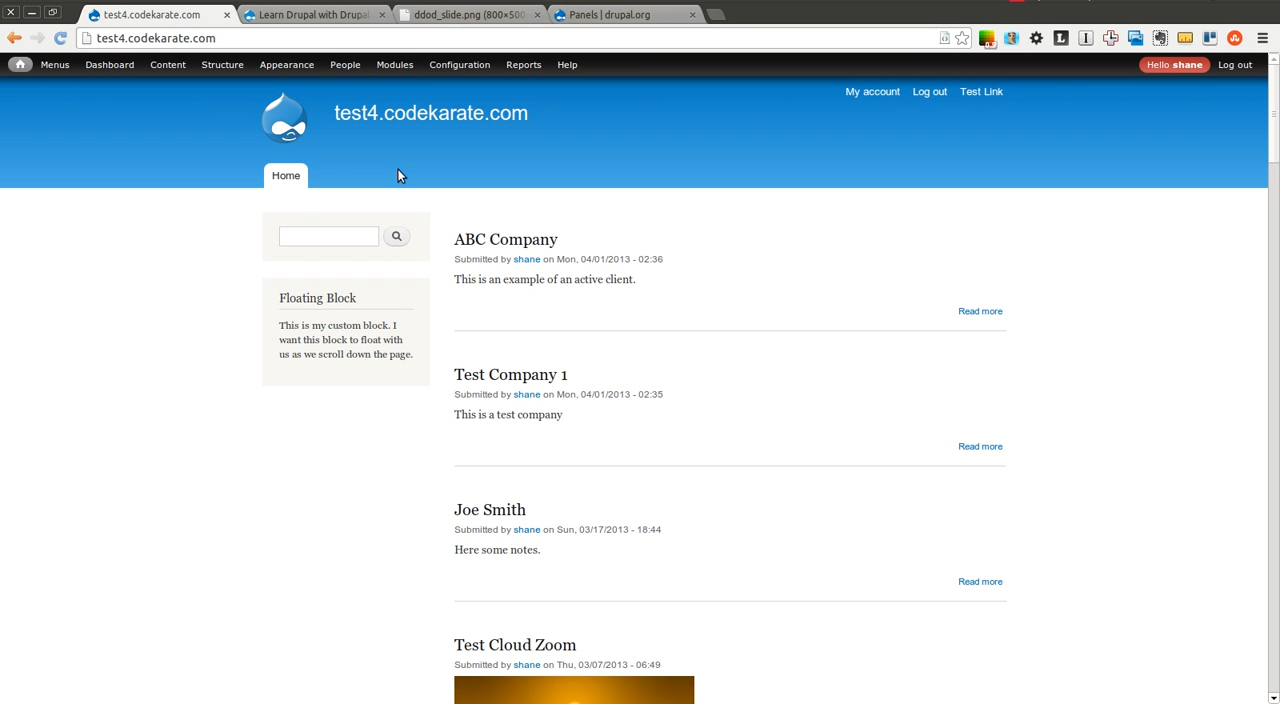 test4.codekarate.com
Learn Drupal with Drupal
ddod_slide.png (800×500
Panels | drupal.org
test4.codekarate.com
Menus Dashboard Content Structure Appearance People Modules Configuration Reports Help
Hello shane Log out
My account Log out Test Link
test4.codekarate.com
Home
Floating Block
This is my custom block. I
want this block to float with
us as we scroll down the page.
ABC Company
Submitted by shane on Mon, 04/01/2013 - 02:36
This is an example of an active client.
Read more
Test Company 1
Submitted by shane on Mon, 04/01/2013 - 02:35
This is a test company
Read more
Joe Smith
Submitted by shane on Sun, 03/17/2013 - 18:44
Here some notes.
Read more
Test Cloud Zoom
Submitted by shane on Thu, 03/07/2013 - 06:49